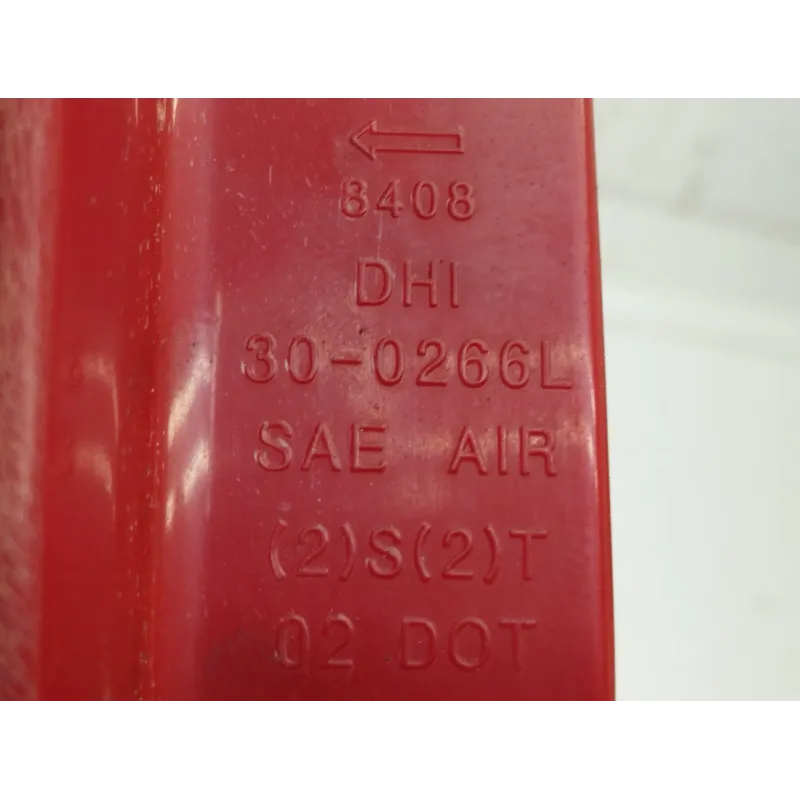 8408
DHI
30-0266L
SAE AIR
(2)S(2)T
02 DOT